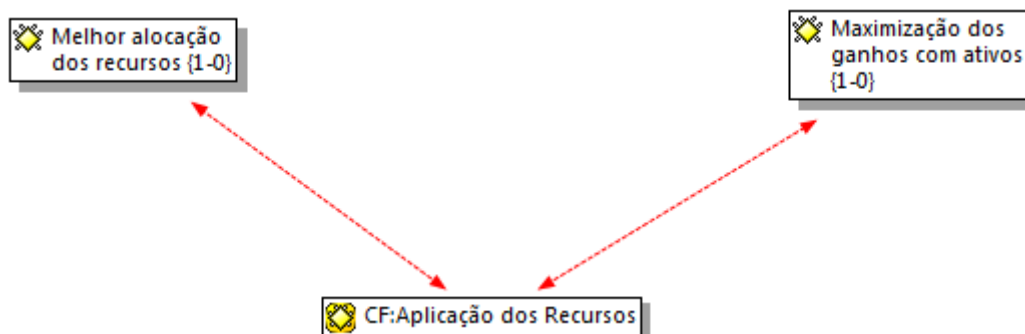 Melhor alocação
dos recursos {1-0}
Maximização dos
ganhos com ativos
{1-0}
CF:Aplicação dos Recursos